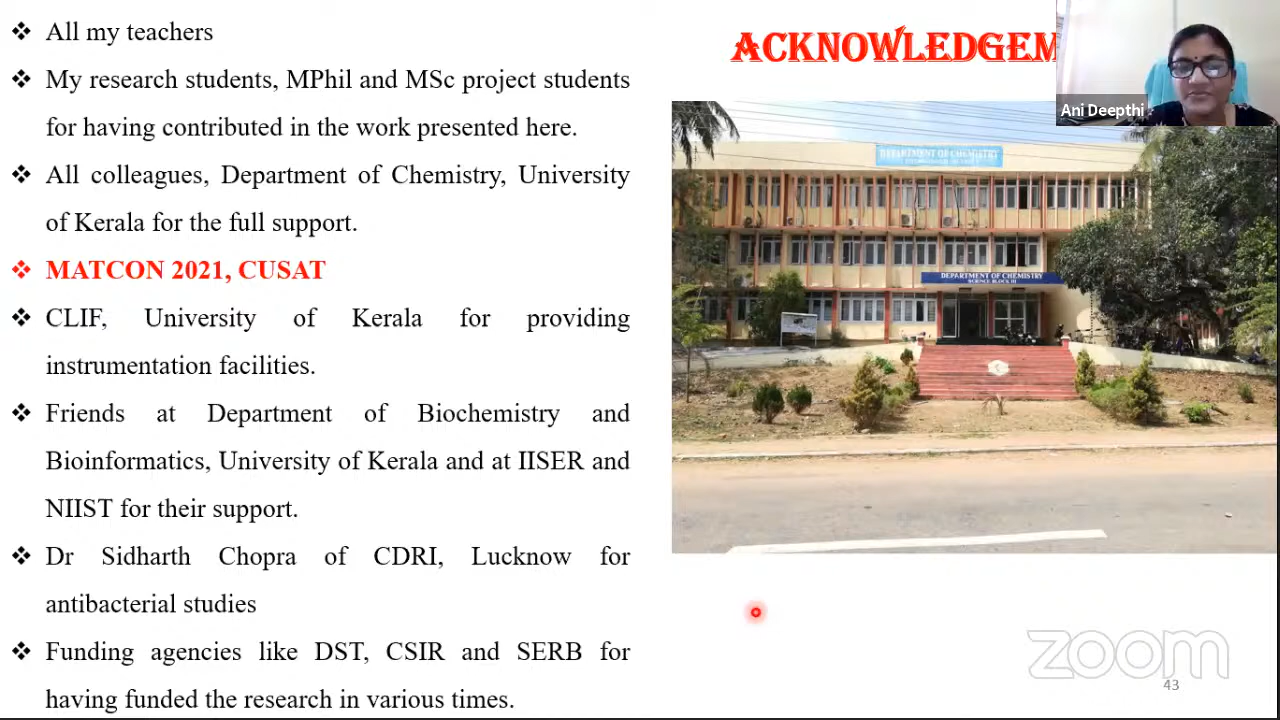 ❖ All my teachers
❖ My research students, MPhil and MSc project students
for having contributed in the work presented here.
❖ All colleagues, Department of Chemistry, University
of Kerala for the full support.
❖ MATCON 2021, CUSAT
❖ CLIF, University of Kerala for providing
instrumentation facilities.
❖ Friends at Department of Biochemistry and
Bioinformatics, University of Kerala and at IISER and
NIIST for their support.
❖ Dr Sidharth Chopra of CDRI, Lucknow for
antibacterial studies
❖ Funding agencies like DST, CSIR and SERB for
having funded the research in various times.
ACKNOWLEDGEM
Ani Deepthi
DEPARTMENT OF CHEMISTRY
DEPARTMENT OF CHEMISTRY
SCIENCE BLOCK III
zoom
43